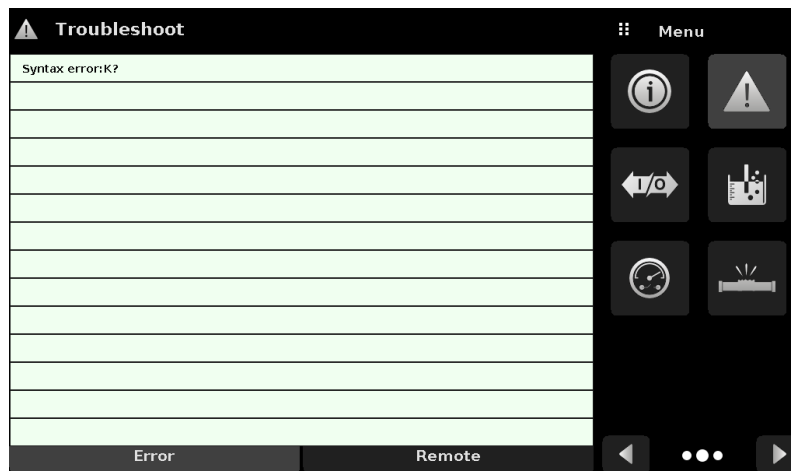 Troubleshoot
Menu
Syntax error:K?
I/O
Error
Remote